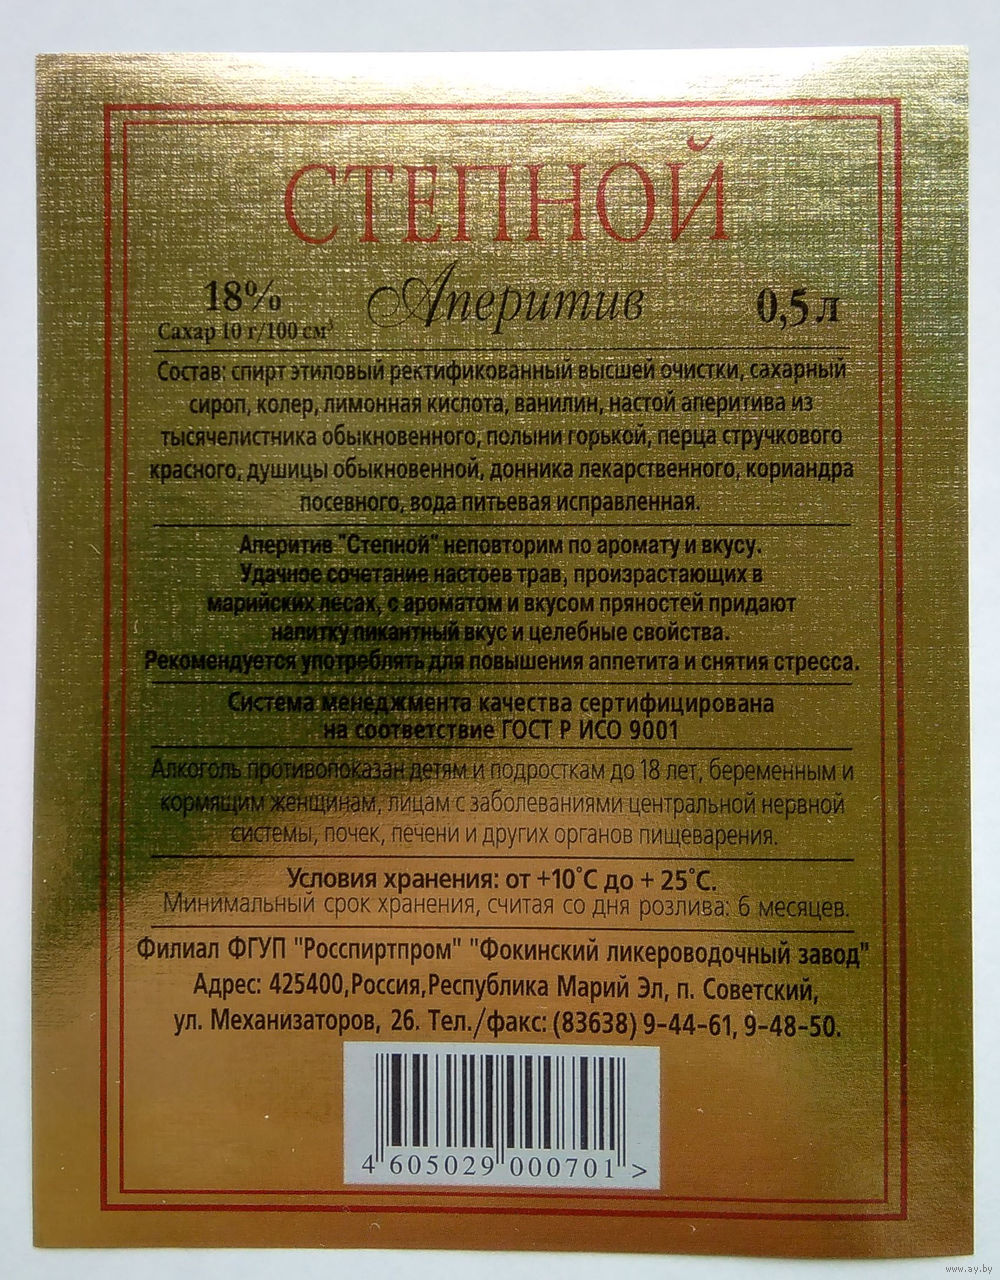 СТЕПНОЙ
18% Аперитив 0,5 л
Сахар 10 г/100 см³
Состав: спирт этиловый ректификованный высшей очистки, сахарный
сироп, колер, лимонная кислота, ванилин, настой аперитива из
тысячелистника обыкновенного, полыни горькой, перца стручкового
красного, душицы обыкновенной, донника лекарственного, кориандра
посевного, вода питьевая исправленная.
Аперитив "Степной" неповторим по аромату и вкусу.
Удачное сочетание настоев трав, произрастающих в
марийских лесах, с ароматом и вкусом пряностей придают
напитку пикантный вкус и целебные свойства.
Рекомендуется употреблять для повышения аппетита и снятия стресса.
Система менеджмента качества сертифицирована
на соответствие ГОСТ Р ИСО 9001
Алкоголь противопоказан детям и подросткам до 18 лет, беременным и
кормящим женщинам, лицам с заболеваниями центральной нервной
системы, почек, печени и других органов пищеварения.
Условия хранения: от +10°С до + 25°С.
Минимальный срок хранения, считая со дня розлива: 6 месяцев.
Филиал ФГУП "Росспиртпром" "Фокинский ликероводочный завод"
Адрес: 425400,Россия,Республика Марий Эл, п. Советский,
ул. Механизаторов, 26. Тел./факс: (83638) 9-44-61, 9-48-50.
4 605029 000701 >
www.ay.by